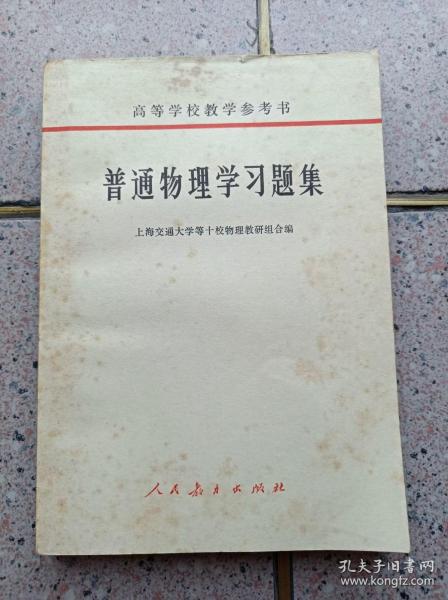 高等学校教学参考书
普通物理学习题集
上海交通大学等十校物理教研组合编
人民教育出版社
孔夫子旧书网
www.kongfz.com